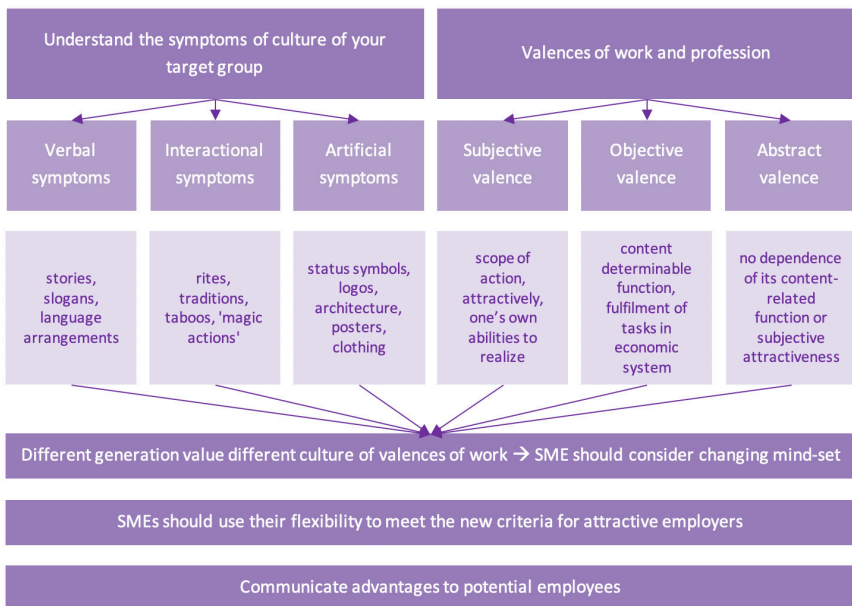 Understand the symptoms of culture of your
target group
Valences of work and profession
Verbal
symptoms
Interactional
symptoms
Artificial
symptoms
Subjective
valence
Objective
valence
Abstract
valence
stories,
slogans,
language
arrangements
rites,
traditions,
taboos, 'magic
actions'
status symbols,
logos,
architecture,
posters,
clothing
scope of
action,
attractively,
one's own
abilities to
realize
content
determinable
function,
fulfilment of
tasks in
economic
system
no dependence
of its content-
related
function or
subjective
attractiveness
Different generation value different culture of valences of work → SME should consider changing mind-set
SMEs should use their flexibility to meet the new criteria for attractive employers
Communicate advantages to potential employees